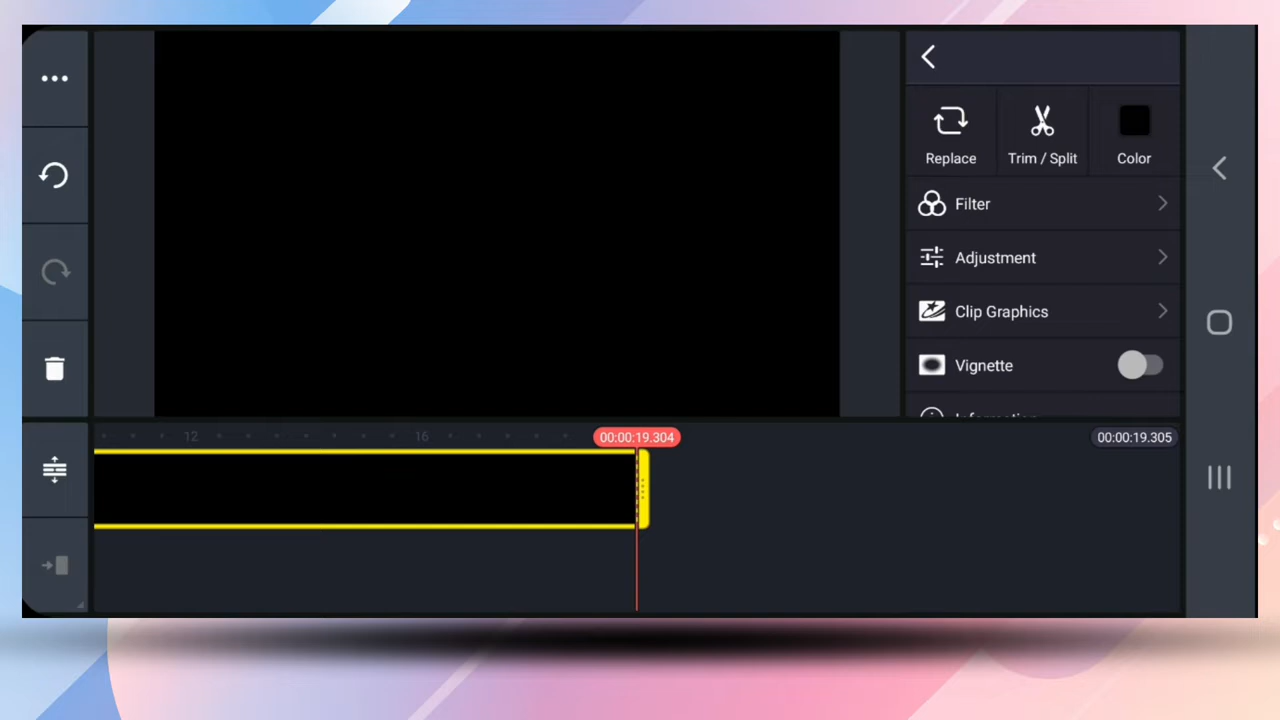 Replace
Trim / Split
Color
Filter
Adjustment
Clip Graphics
Vignette
Information
12
16
00:00:19.304
00:00:19.305